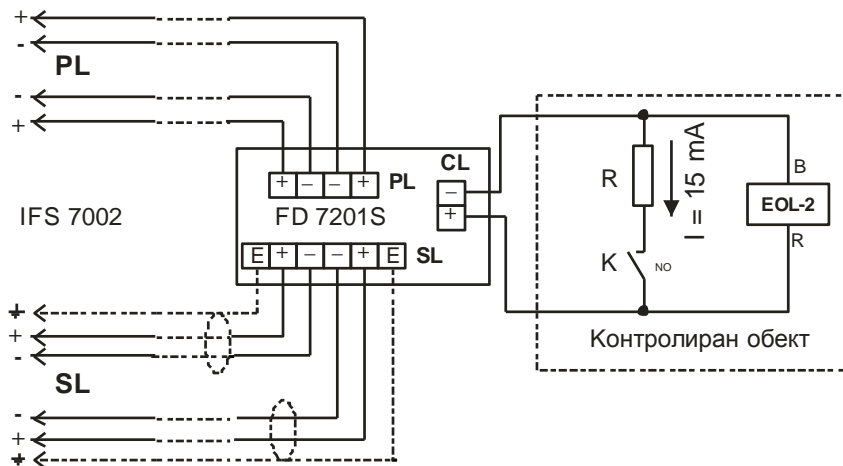 +
-
PL
-
+
IFS 7002
+ – – + PL
FD 7201S
E + – – + E SL
CL
–
+
R
I = 15 mA
B
EOL-2
R
K NO
Контролиран обект
+
-
SL
-
+